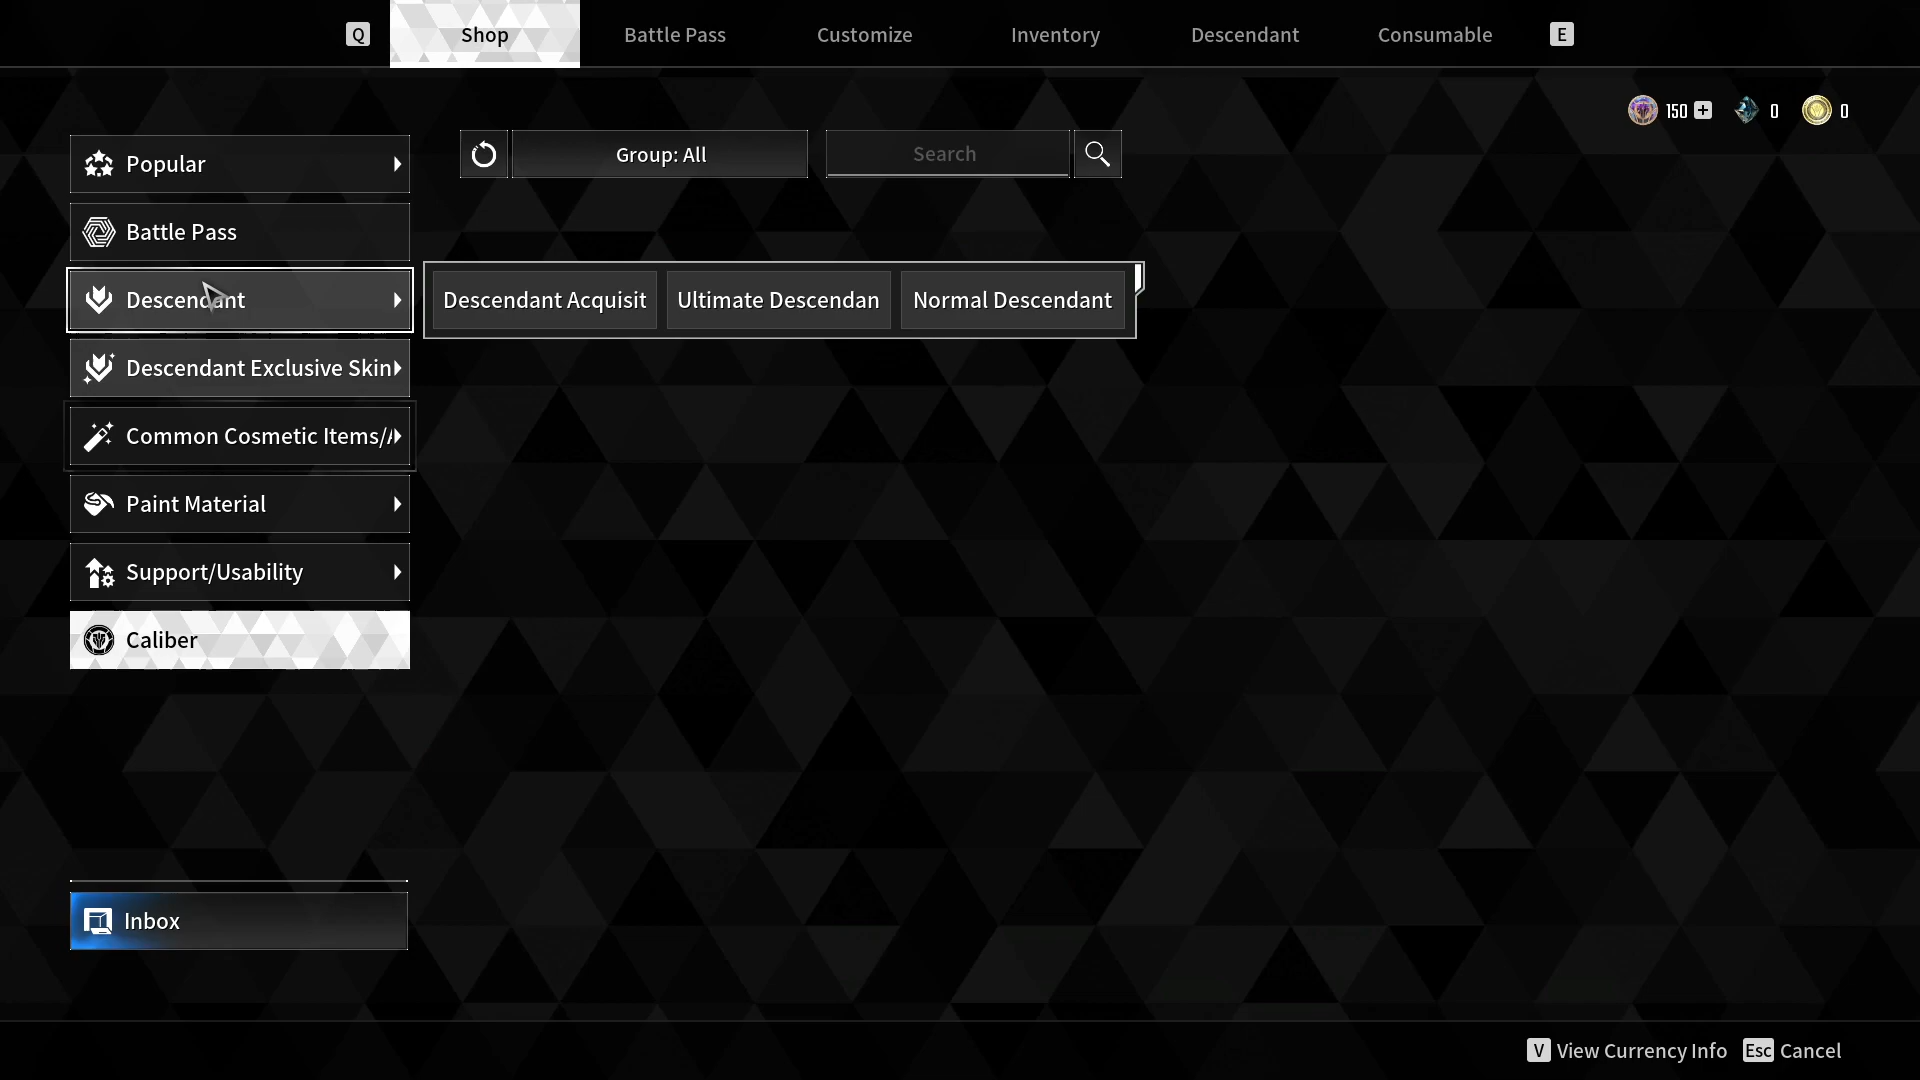 Q
Shop
Battle Pass
Customize
Inventory
Descendant
Consumable
E
150
0
0
Popular
Group: All
Search
Battle Pass
Descendant
Descendant Acquisit
Ultimate Descendan
Normal Descendant
Descendant Exclusive Skin
Common Cosmetic Items/
Paint Material
Support/Usability
Caliber
Inbox
V View Currency Info
Esc Cancel